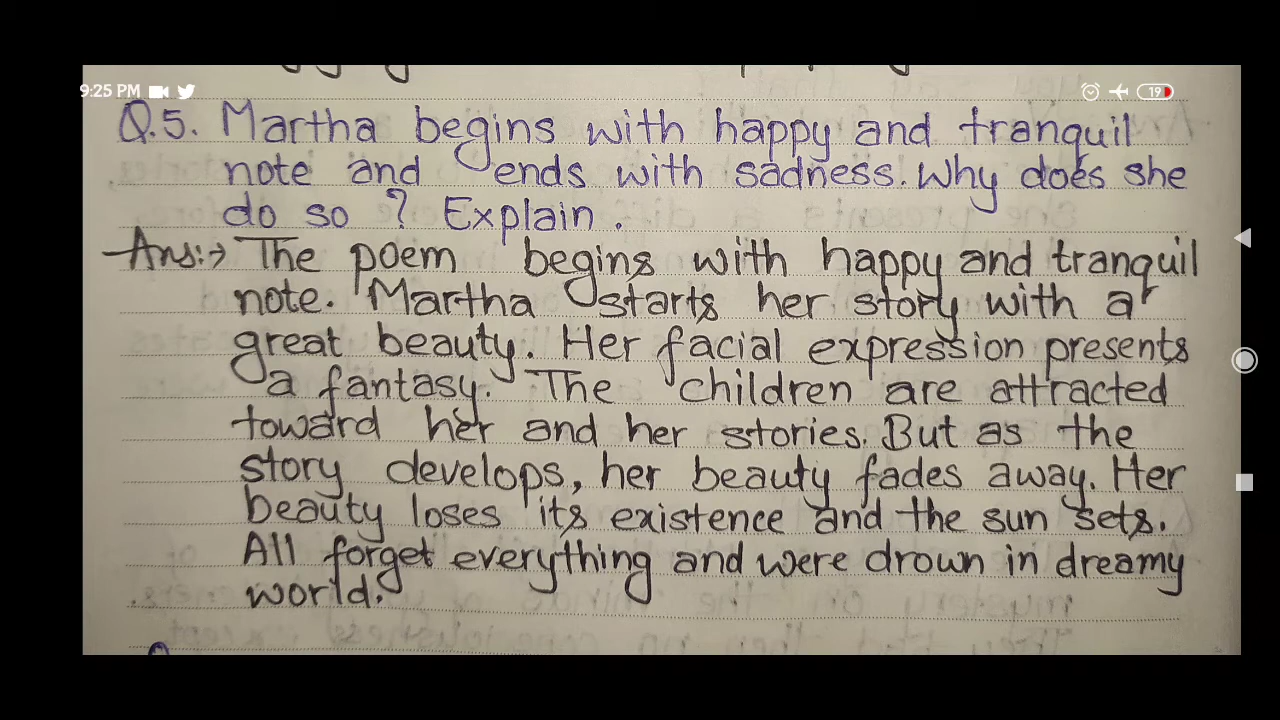 9:25 PM
19
Q.5. Martha begins with happy and tranquil
note and ends with sadness. Why does she
do so ? Explain .
Ans:→ The poem begins with happy and tranquil
note. Martha starts her story with a
great beauty. Her facial expression presents
a fantasy. The children are attracted
toward her and her stories. But as the
story develops, her beauty fades away. Her
beauty loses its existence and the sun sets.
All forget everything and were drown in dreamy
world.